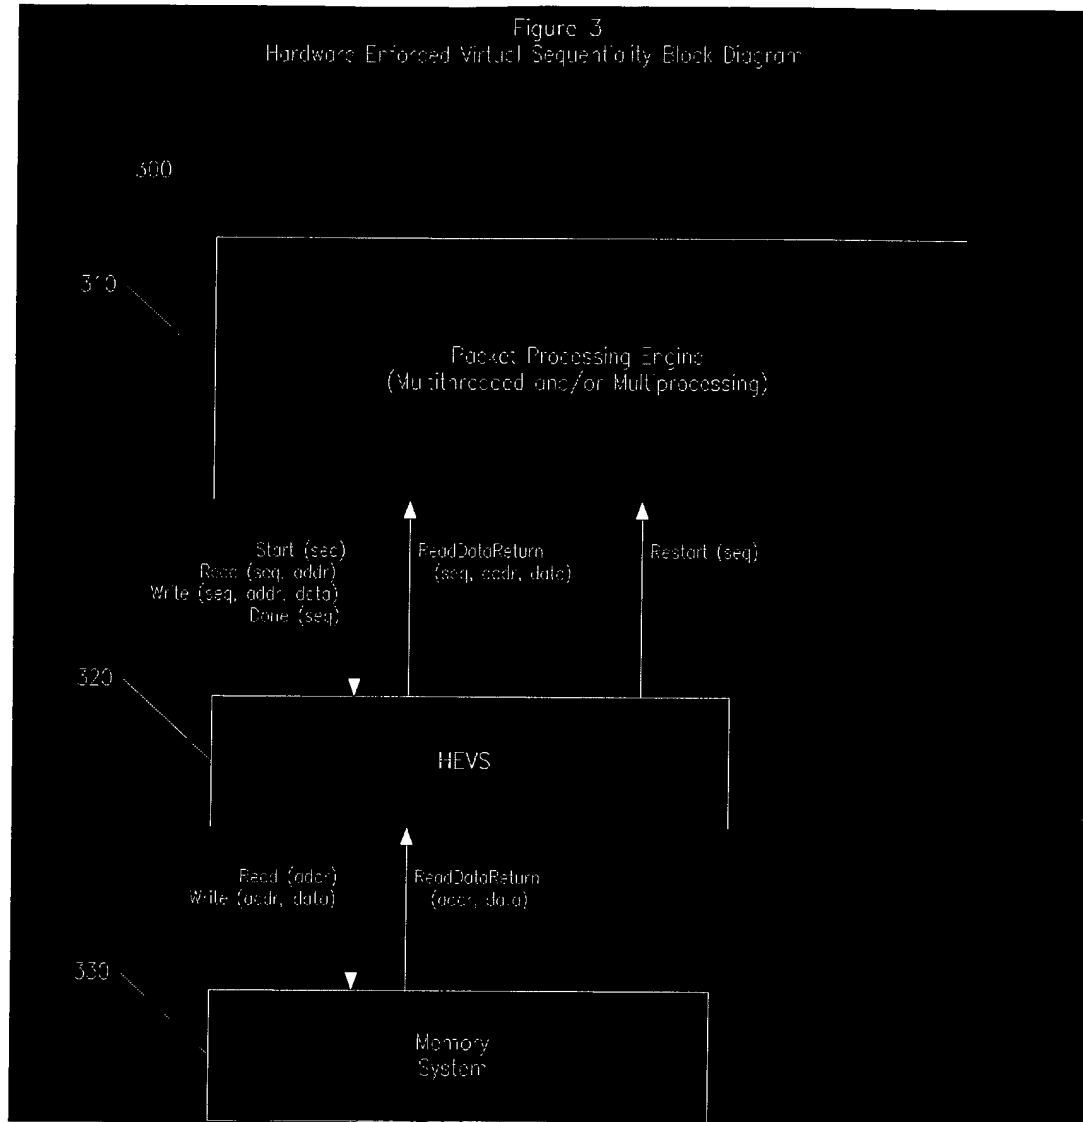 Figure 3
Hardware Enforced Virtual Sequentiality Block Diagram
300
310
Packet Processing Engine
(Multithreaded and/or Multiprocessing)
Start (seq)
Read (seq, addr)
Write (seq, addr, data)
Done (seq)
ReadDataReturn
(seq, addr, data)
Restart (seq)
320
HEVS
Read (addr)
Write (addr, data)
ReadDataReturn
(addr, data)
330
Memory
System